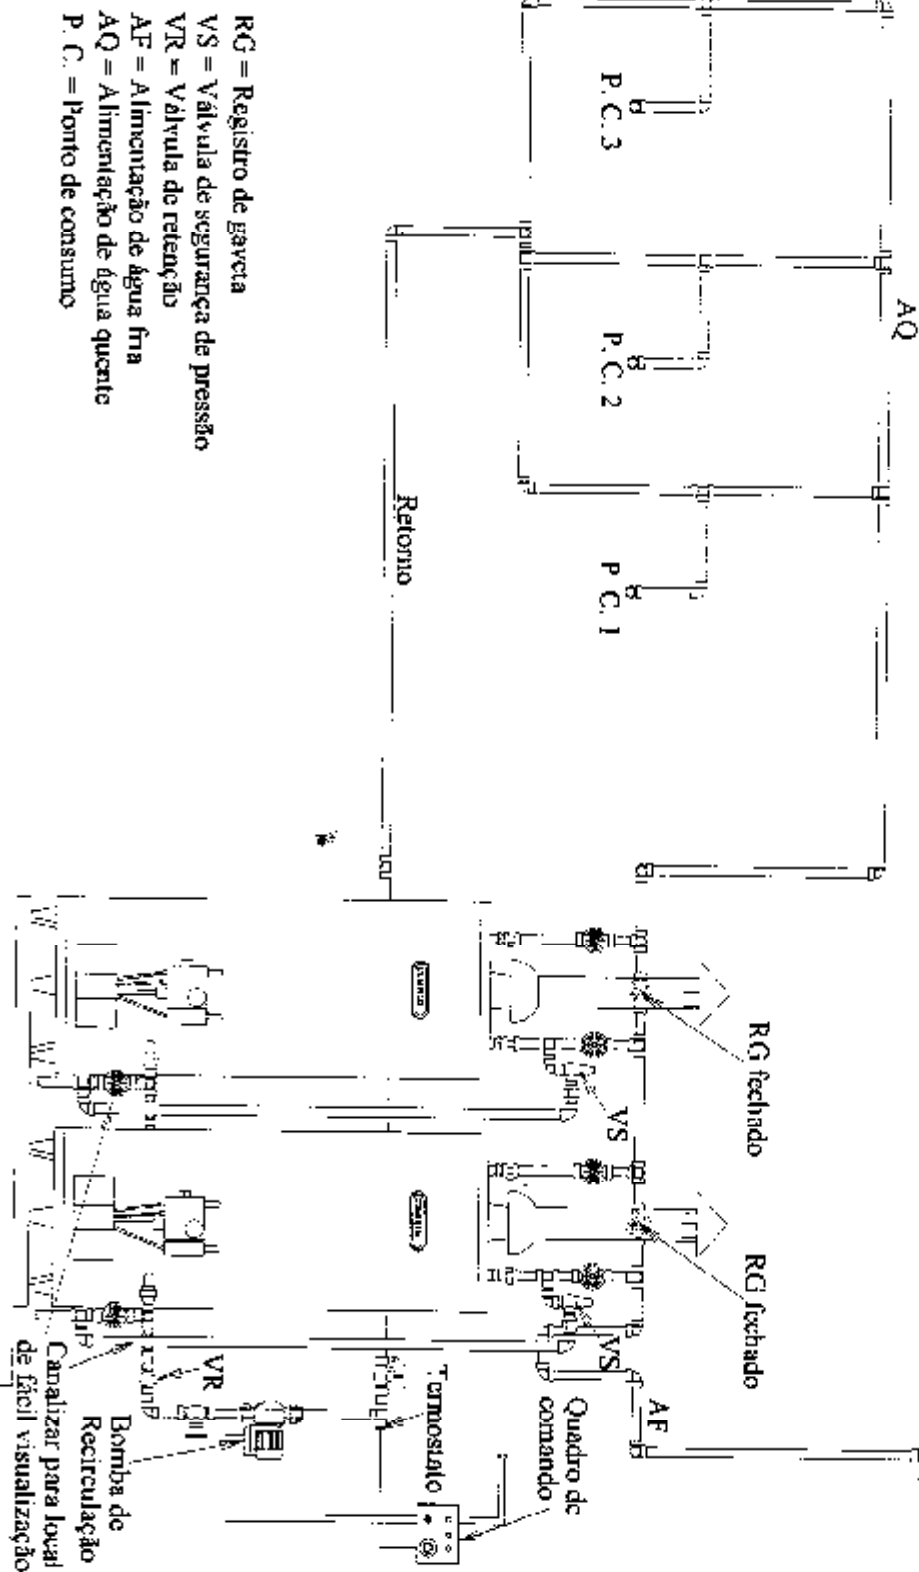 AQ
P. C. 3
P. C. 2
P. C. 1
Retorno
RG fechado
RG fechado
VS
VS
AF
Quadro de
comando
Termostato
VR
Bomba de
Recirculação
Canalizar para local
de fácil visualização
RG = Registro de gaveta
VS = Válvula de segurança de pressão
VR = Válvula de retenção
AF = Alimentação de água fria
AQ = Alimentação de água quente
P. C. = Ponto de consumo